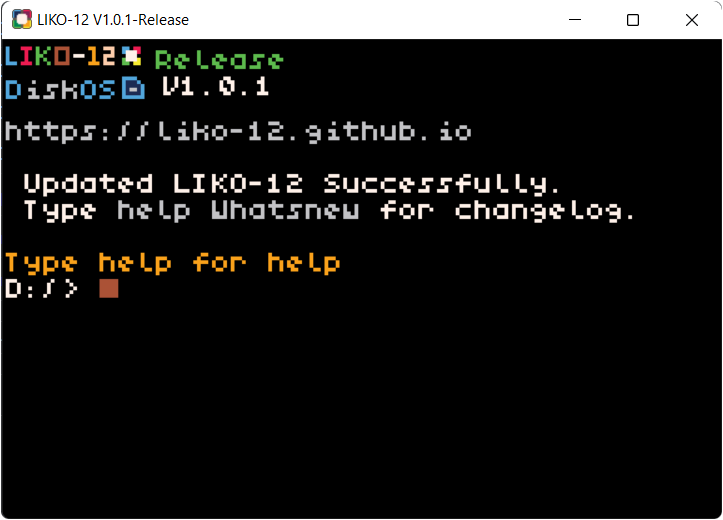 LIKO-12 V1.0.1-Release
LIKO-12 Release
DiskOS V1.0.1
https://liko-12.github.io
Updated LIKO-12 Successfully.
Type help Whatsnew for changelog.
Type help for help
D:/>